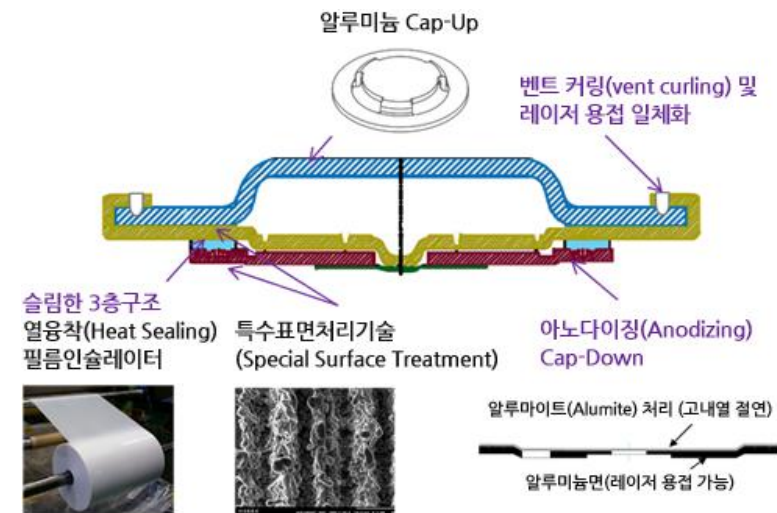 알루미늄 Cap-Up
벤트 커링(vent curling) 및
레이저 용접 일체화
슬림한 3층구조
열융착(Heat Sealing)
필름인슐레이터
특수표면처리기술
(Special Surface Treatment)
아노다이징(Anodizing)
Cap-Down
알루마이트(Alumite) 처리 (고내열 절연)
알루미늄면(레이저 용접 가능)